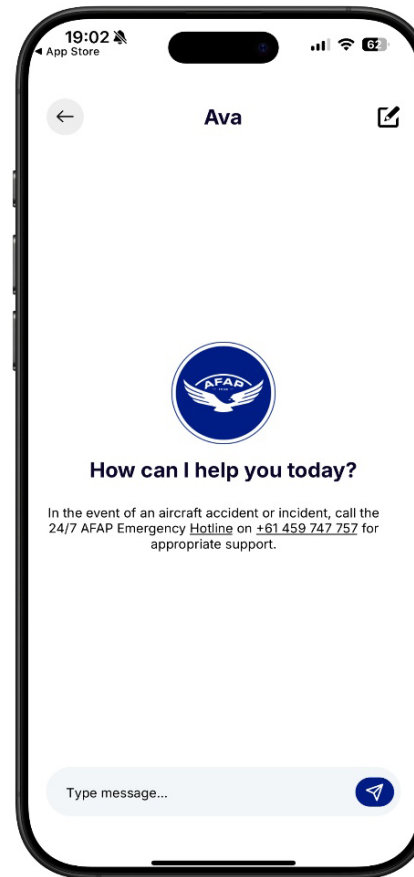 19:02
App Store
62
Ava
AFAP
How can I help you today?
In the event of an aircraft accident or incident, call the
24/7 AFAP Emergency Hotline on +61 459 747 757 for
appropriate support.
Type message...